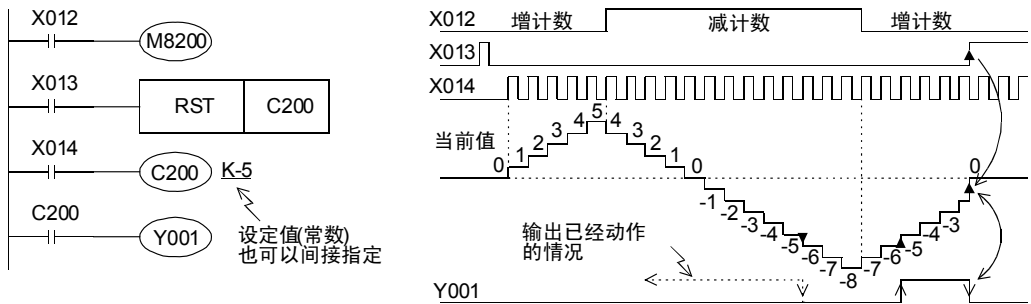 X012
M8200
X013
RST C200
X014
C200 K-5
C200
Y001
设定值(常数)
也可以间接指定
X012 增计数 减计数 增计数
X013
X014
当前值
0 1 2 3 4 5 4 3 2 1 0 -1 -2 -3 -4 -5 -6 -7 -8 -7 -6 -5 -4 -3 0
输出已经动作
的情况
Y001